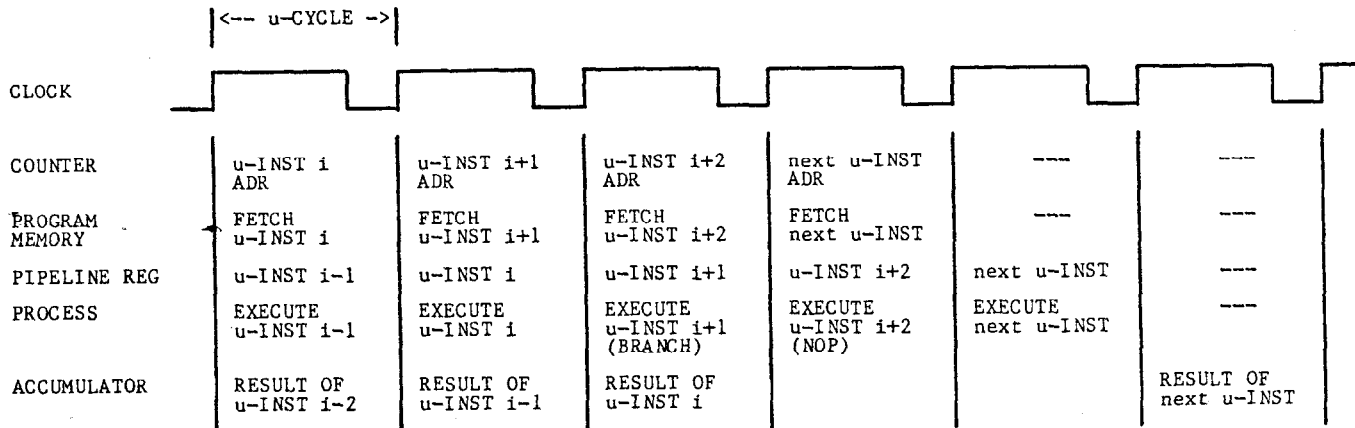 |<-- u-CYCLE ->|
CLOCK
COUNTER u-INST i u-INST i+1 u-INST i+2 next u-INST --- ---
ADR ADR ADR ADR
PROGRAM FETCH FETCH FETCH FETCH --- ---
MEMORY u-INST i u-INST i+1 u-INST i+2 next u-INST
PIPELINE REG u-INST i-1 u-INST i u-INST i+1 u-INST i+2 next u-INST ---
PROCESS EXECUTE EXECUTE EXECUTE EXECUTE EXECUTE ---
u-INST i-1 u-INST i u-INST i+1 u-INST i+2 next u-INST
(BRANCH) (NOP)
ACCUMULATOR RESULT OF RESULT OF RESULT OF RESULT OF
u-INST i-2 u-INST i-1 u-INST i next u-INST